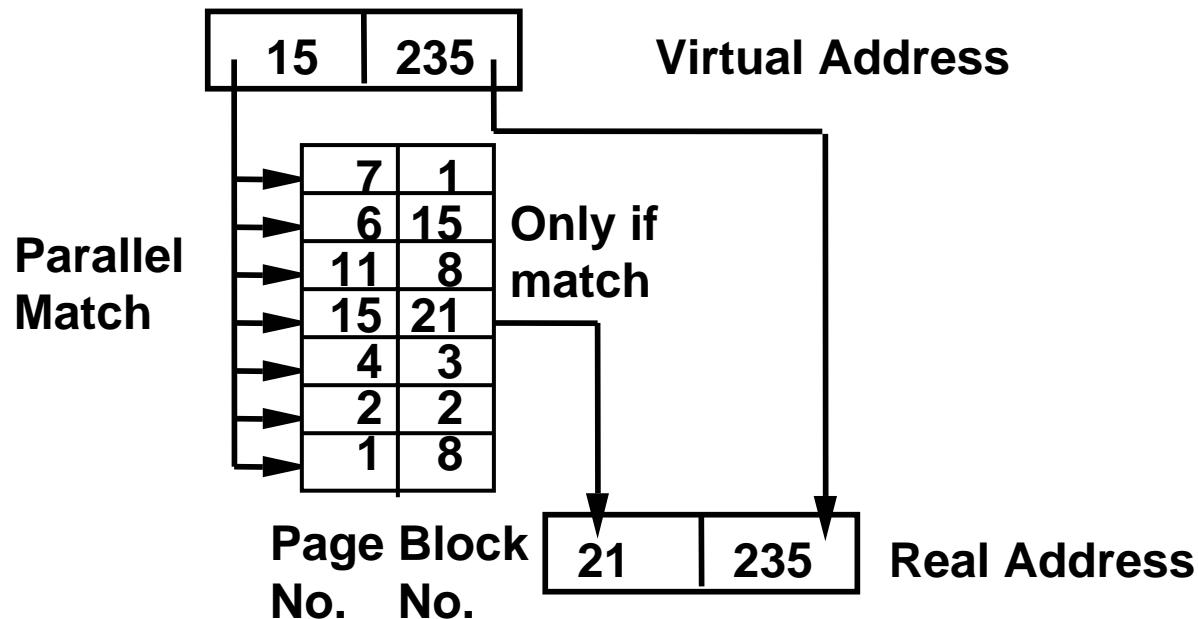 15 235 Virtual Address
7 1
6 15
11 8
15 21
4 3
2 2
1 8
Parallel
Match
Only if
match
Page Block
No. No.
21 235 Real Address